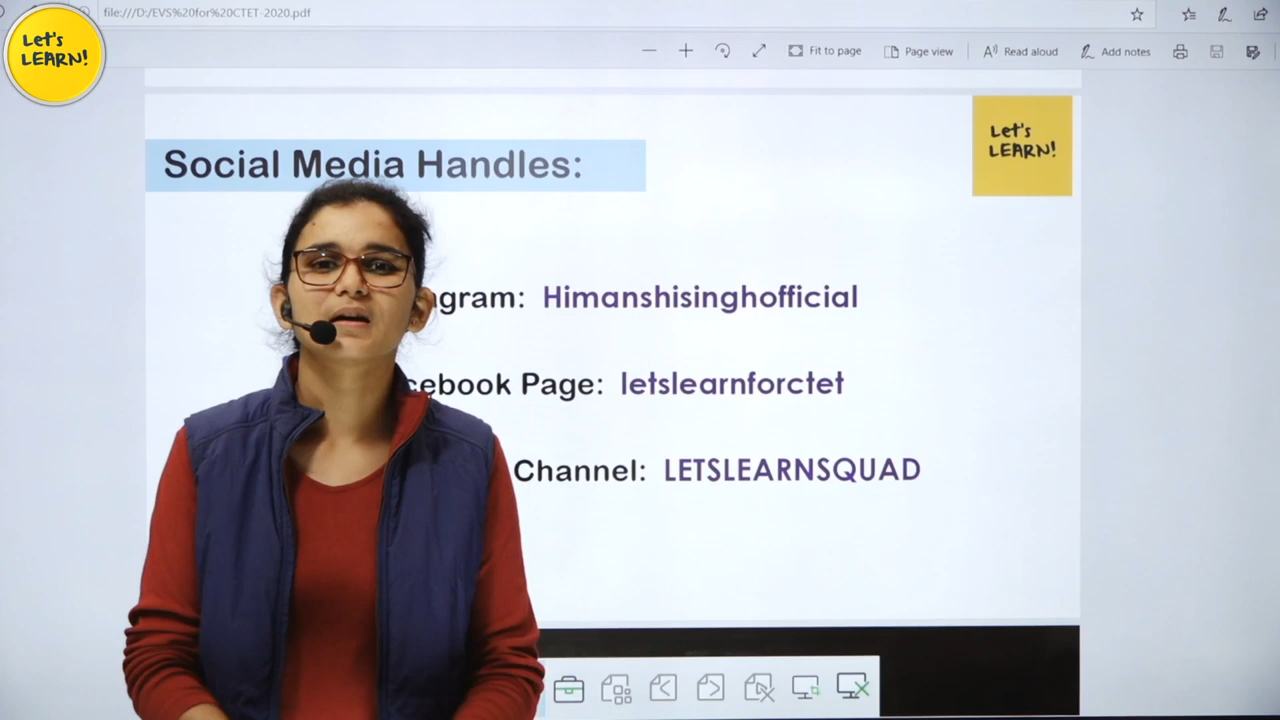 Let's
LEARN!
file:///D:/EVS%20for%20CTET-2020.pdf
Fit to page
Page view
Read aloud
Add notes
Let's
LEARN!
Social Media Handles:
gram: Himanshisinghofficial
cebook Page: letslearnforctet
Channel: LETSLEARNSQUAD